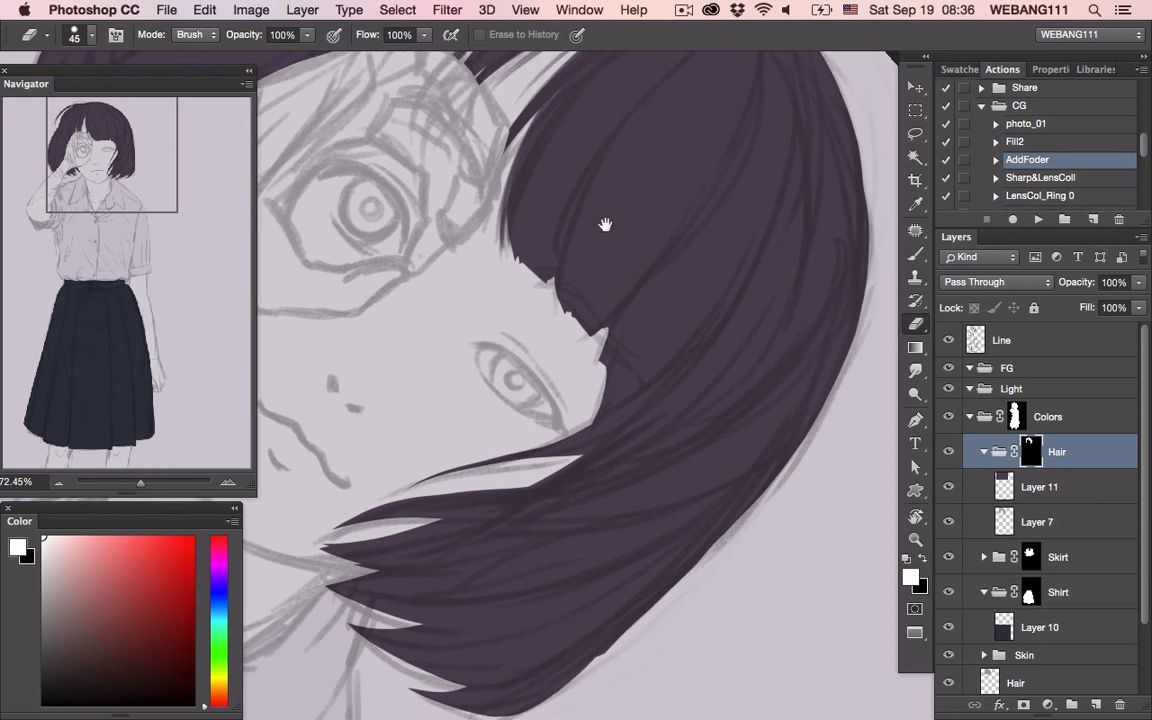 Photoshop CC File Edit Image Layer Type Select Filter 3D View Window Help Sat Sep 19 08:36 WEBANG111
45 Mode: Brush Opacity: 100% Flow: 100% Erase to History WEBANG111
Navigator
72.45%
Color
Swatche Actions Properti Libraries
Share
CG
photo_01
Fill2
AddFoder
Sharp&LensColl
LensCol_Ring 0
Layers
Kind
Pass Through Opacity: 100%
Lock: Fill: 100%
Line
FG
Light
Colors
Hair
Layer 11
Layer 7
Skirt
Shirt
Layer 10
Skin
Hair